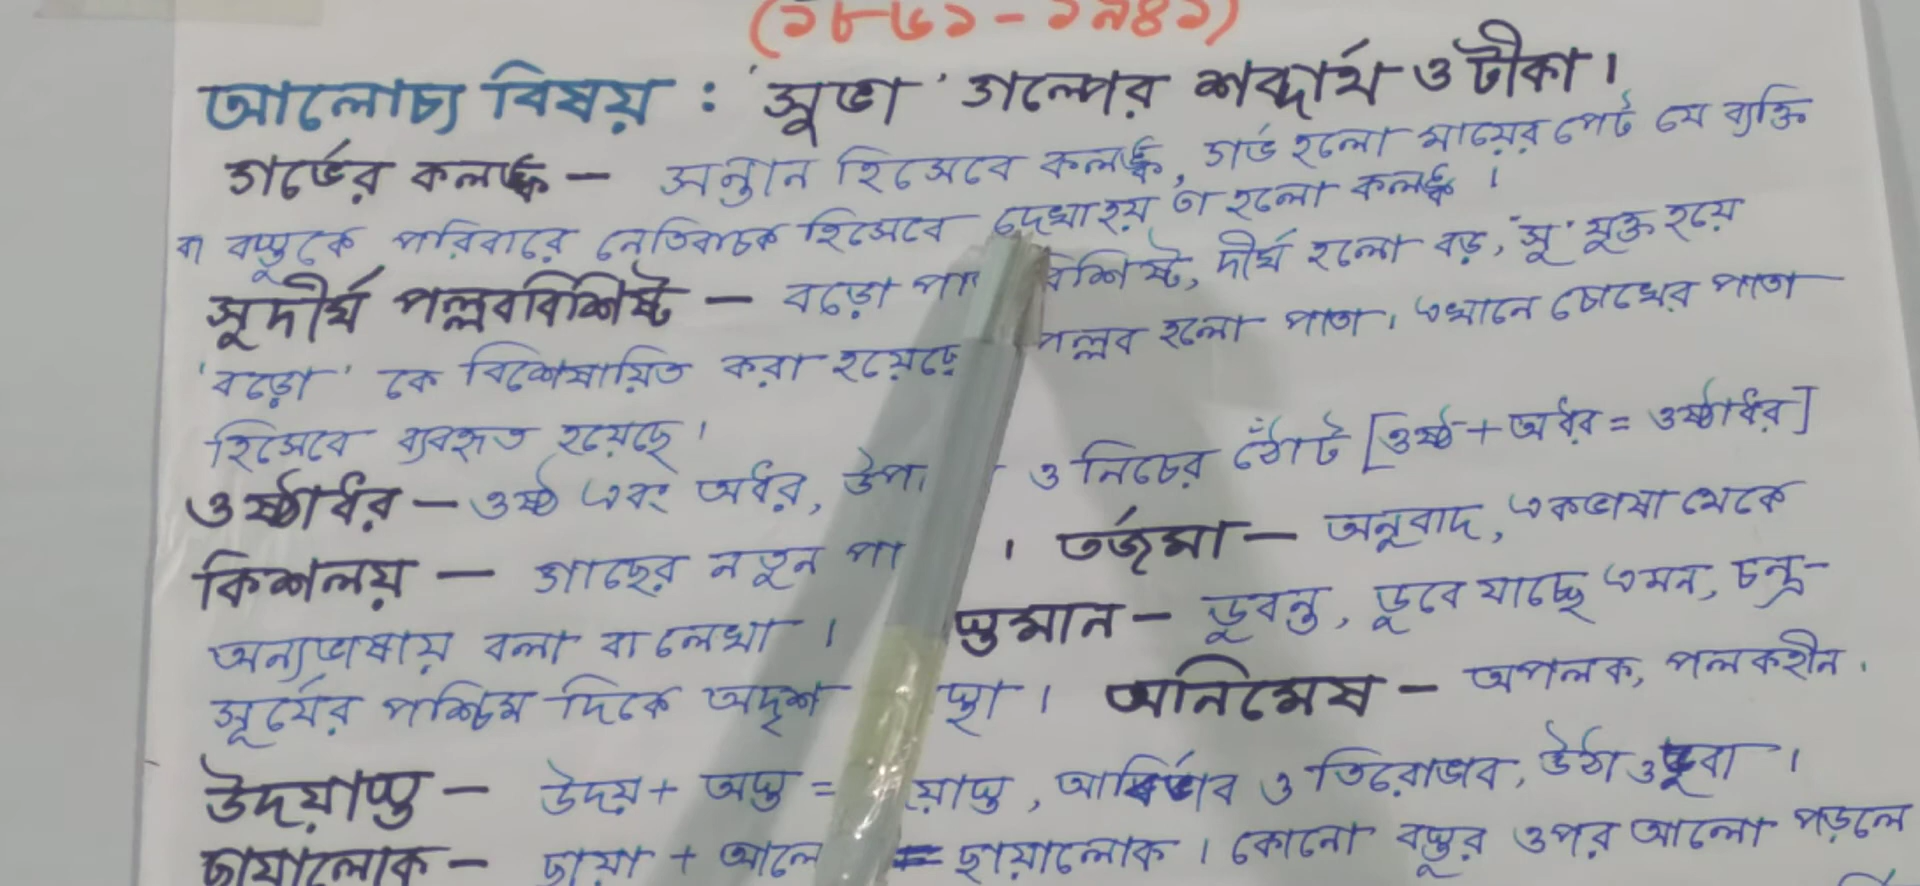 (১৮৬১-১৯৪১)
আলোচ্য বিষয় : 'সুভা' গল্পের শব্দার্থ ও টীকা।
গর্ভের কলঙ্ক — সন্তান হিসেবে কলঙ্ক, গর্ভ হলো মায়ের পেট যে ব্যক্তি
বা বস্তুকে পরিবারে নেতিবাচক হিসেবে দেখা হয় তা হলো কলঙ্ক।
সুদীর্ঘ পল্লববিশিষ্ট — বড়ো পা বিশিষ্ট, দীর্ঘ হলো বড়, 'সু' যুক্ত হয়ে
'বড়ো' কে বিশেষায়িত করা হয়েছে পল্লব হলো পাতা। এখানে চোখের পাতা
হিসেবে ব্যবহৃত হয়েছে।
ওষ্ঠাধর — ওষ্ঠ এবং অধর, উপ ও নিচের ঠোঁট [ওষ্ঠ + অধর = ওষ্ঠাধর]
কিশলয় — গাছের নতুন পা । তর্জমা — অনুবাদ, একভাষা থেকে
অন্যভাষায় বলা বা লেখা। স্তমান — ডুবন্ত, ডুবে যাচ্ছে এমন, চন্দ্র-
সূর্যের পশ্চিম দিকে অদৃশ স্থা। অনিমেষ — অপলক, পলকহীন।
উদয়াস্ত — উদয় + অস্ত = য়াস্ত, আবির্ভাব ও তিরোভাব, উঠা ও ডুবা।
ছায়ালোক — ছায়া + আলো = ছায়ালোক। কোনো বস্তুর ওপর আলো পড়লে